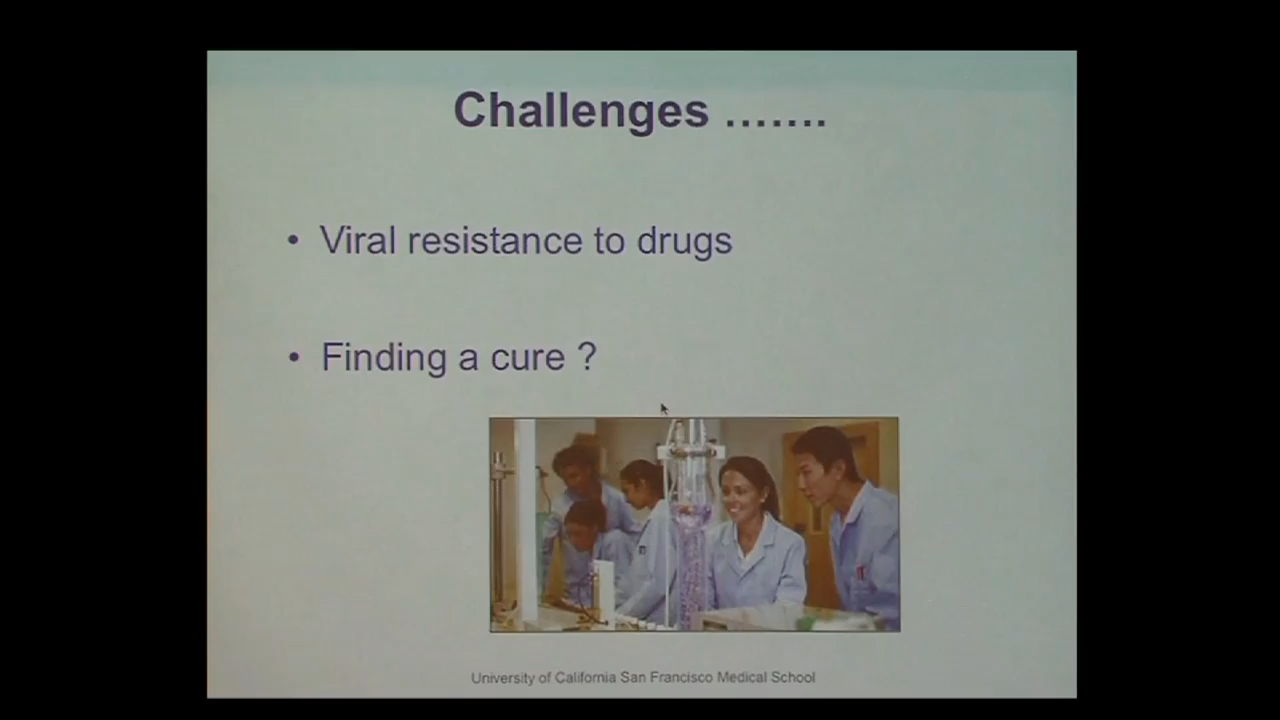 Challenges .......
• Viral resistance to drugs
• Finding a cure ?
University of California San Francisco Medical School